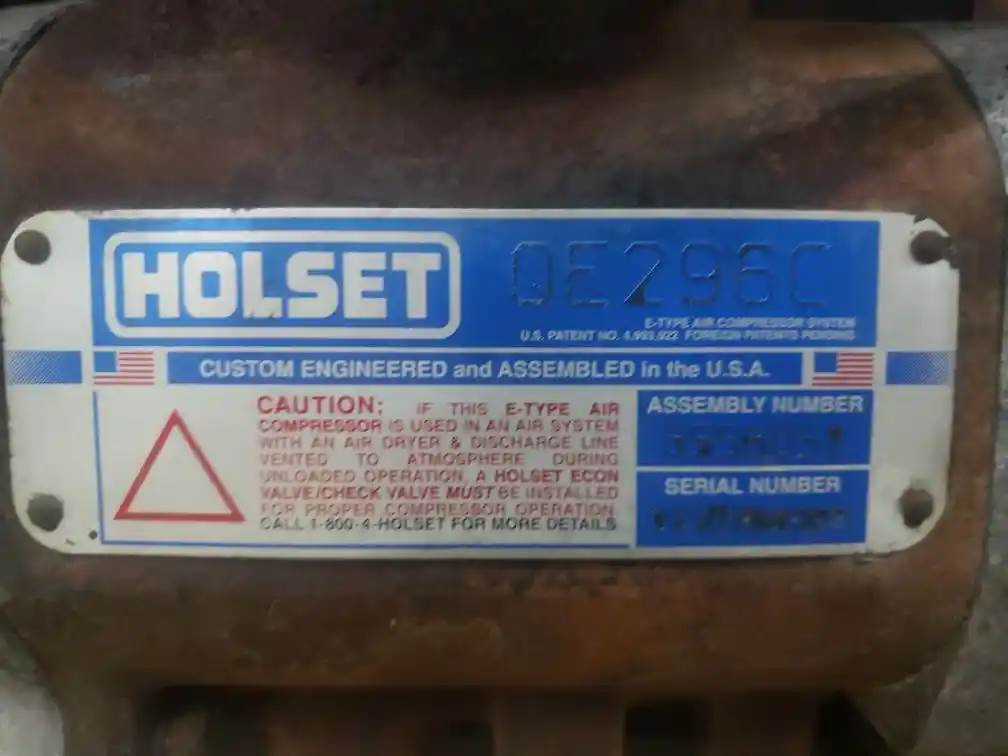 HOLSET
QE296C
E-TYPE AIR COMPRESSOR SYSTEM
U.S. PATENT NO. FOREIGN PATENTS PENDING
CUSTOM ENGINEERED and ASSEMBLED in the U.S.A.
CAUTION: IF THIS E-TYPE AIR
COMPRESSOR IS USED IN AN AIR SYSTEM
WITH AN AIR DRYER & DISCHARGE LINE
VENTED TO ATMOSPHERE DURING
UNLOADED OPERATION, A HOLSET ECON
VALVE/CHECK VALVE MUST BE INSTALLED
FOR PROPER COMPRESSOR OPERATION.
CALL 1-800-4-HOLSET FOR MORE DETAILS
ASSEMBLY NUMBER
SERIAL NUMBER